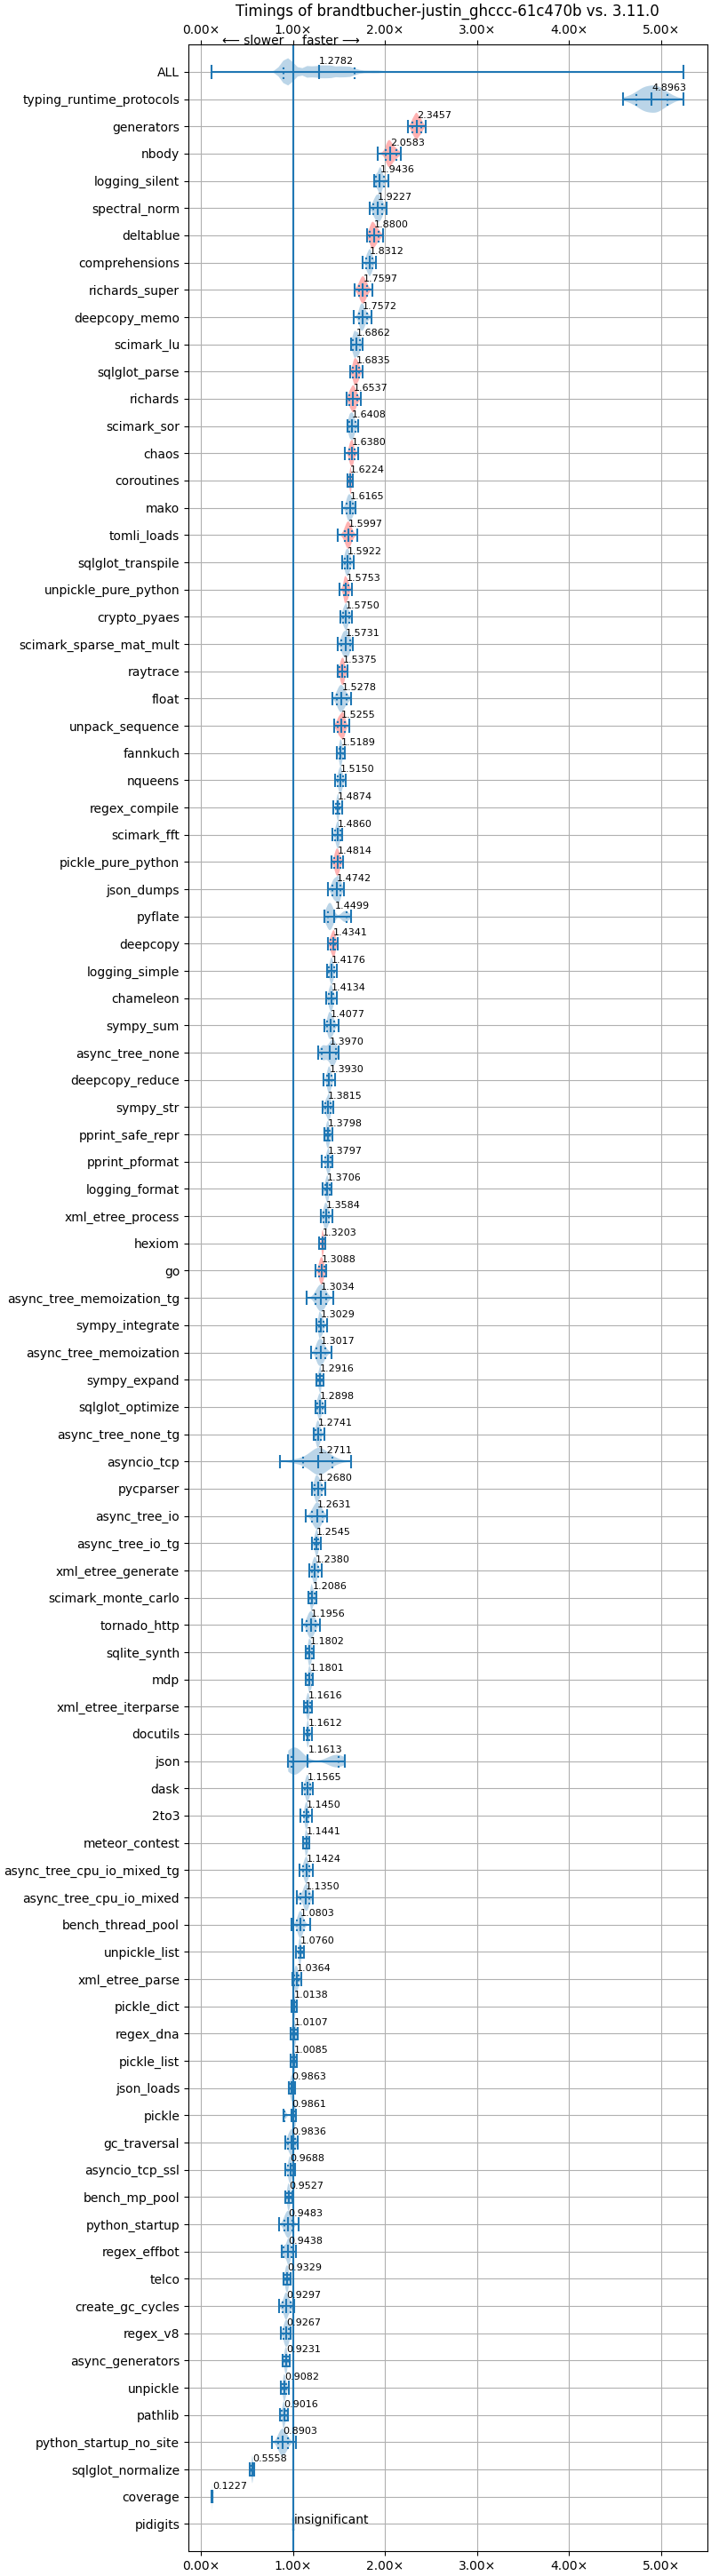 Timings of brandtbucher-justin_ghccc-61c470b vs. 3.11.0
0.00× 1.00× 2.00× 3.00× 4.00× 5.00×
⟵ slower faster ⟶
ALL 1.2782
typing_runtime_protocols 4.8963
generators 2.3457
nbody 2.0583
logging_silent 1.9436
spectral_norm 1.9227
deltablue 1.8800
comprehensions 1.8312
richards_super 1.7597
deepcopy_memo 1.7572
scimark_lu 1.6862
sqlglot_parse 1.6835
richards 1.6537
scimark_sor 1.6408
chaos 1.6380
coroutines 1.6224
mako 1.6165
tomli_loads 1.5997
sqlglot_transpile 1.5922
unpickle_pure_python 1.5753
crypto_pyaes 1.5750
scimark_sparse_mat_mult 1.5731
raytrace 1.5375
float 1.5278
unpack_sequence 1.5255
fannkuch 1.5189
nqueens 1.5150
regex_compile 1.4874
scimark_fft 1.4860
pickle_pure_python 1.4814
json_dumps 1.4742
pyflate 1.4499
deepcopy 1.4341
logging_simple 1.4176
chameleon 1.4134
sympy_sum 1.4077
async_tree_none 1.3970
deepcopy_reduce 1.3930
sympy_str 1.3815
pprint_safe_repr 1.3798
pprint_pformat 1.3797
logging_format 1.3706
xml_etree_process 1.3584
hexiom 1.3203
go 1.3088
async_tree_memoization_tg 1.3034
sympy_integrate 1.3029
async_tree_memoization 1.3017
sympy_expand 1.2916
sqlglot_optimize 1.2898
async_tree_none_tg 1.2741
asyncio_tcp 1.2711
pycparser 1.2680
async_tree_io 1.2631
async_tree_io_tg 1.2545
xml_etree_generate 1.2380
scimark_monte_carlo 1.2086
tornado_http 1.1956
sqlite_synth 1.1802
mdp 1.1801
xml_etree_iterparse 1.1616
docutils 1.1612
json 1.1613
dask 1.1565
2to3 1.1450
meteor_contest 1.1441
async_tree_cpu_io_mixed_tg 1.1424
async_tree_cpu_io_mixed 1.1350
bench_thread_pool 1.0803
unpickle_list 1.0760
xml_etree_parse 1.0364
pickle_dict 1.0138
regex_dna 1.0107
pickle_list 1.0085
json_loads 0.9863
pickle 0.9861
gc_traversal 0.9836
asyncio_tcp_ssl 0.9688
bench_mp_pool 0.9527
python_startup 0.9483
regex_effbot 0.9438
telco 0.9329
create_gc_cycles 0.9297
regex_v8 0.9267
async_generators 0.9231
unpickle 0.9082
pathlib 0.9016
python_startup_no_site 0.8903
sqlglot_normalize 0.5558
coverage 0.1227
pidigits insignificant
0.00× 1.00× 2.00× 3.00× 4.00× 5.00×